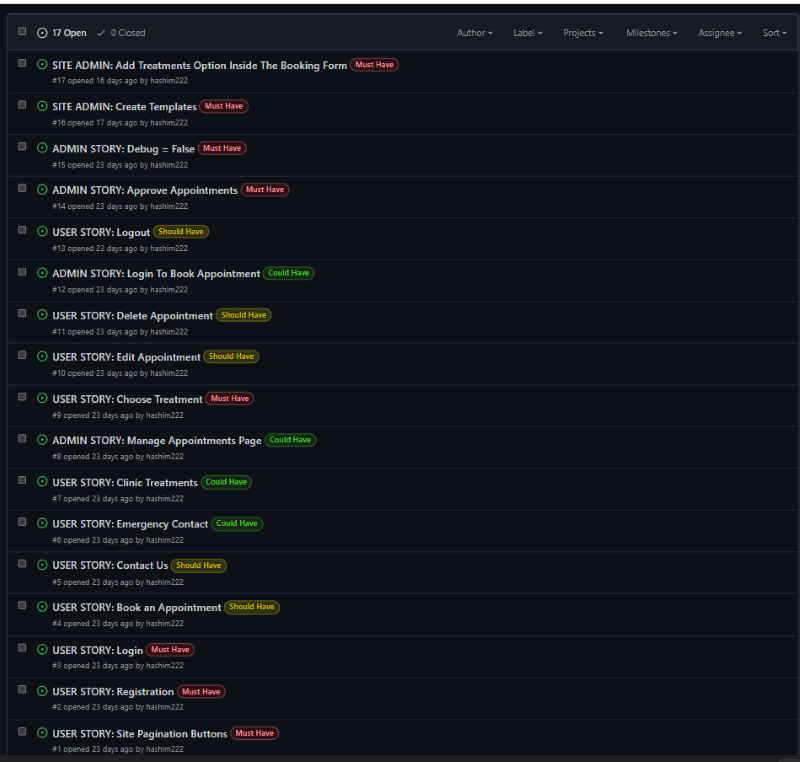 17 Open 0 Closed Author Label Projects Milestones Assignee Sort
SITE ADMIN: Add Treatments Option Inside The Booking Form Must Have
#17 opened 16 days ago by hashim222
SITE ADMIN: Create Templates Must Have
#16 opened 17 days ago by hashim222
ADMIN STORY: Debug = False Must Have
#15 opened 23 days ago by hashim222
ADMIN STORY: Approve Appointments Must Have
#14 opened 23 days ago by hashim222
USER STORY: Logout Should Have
#13 opened 23 days ago by hashim222
ADMIN STORY: Login To Book Appointment Could Have
#12 opened 23 days ago by hashim222
USER STORY: Delete Appointment Should Have
#11 opened 23 days ago by hashim222
USER STORY: Edit Appointment Should Have
#10 opened 23 days ago by hashim222
USER STORY: Choose Treatment Must Have
#9 opened 23 days ago by hashim222
ADMIN STORY: Manage Appointments Page Could Have
#8 opened 23 days ago by hashim222
USER STORY: Clinic Treatments Could Have
#7 opened 23 days ago by hashim222
USER STORY: Emergency Contact Could Have
#6 opened 23 days ago by hashim222
USER STORY: Contact Us Should Have
#5 opened 23 days ago by hashim222
USER STORY: Book an Appointment Should Have
#4 opened 23 days ago by hashim222
USER STORY: Login Must Have
#3 opened 23 days ago by hashim222
USER STORY: Registration Must Have
#2 opened 23 days ago by hashim222
USER STORY: Site Pagination Buttons Must Have
#1 opened 23 days ago by hashim222